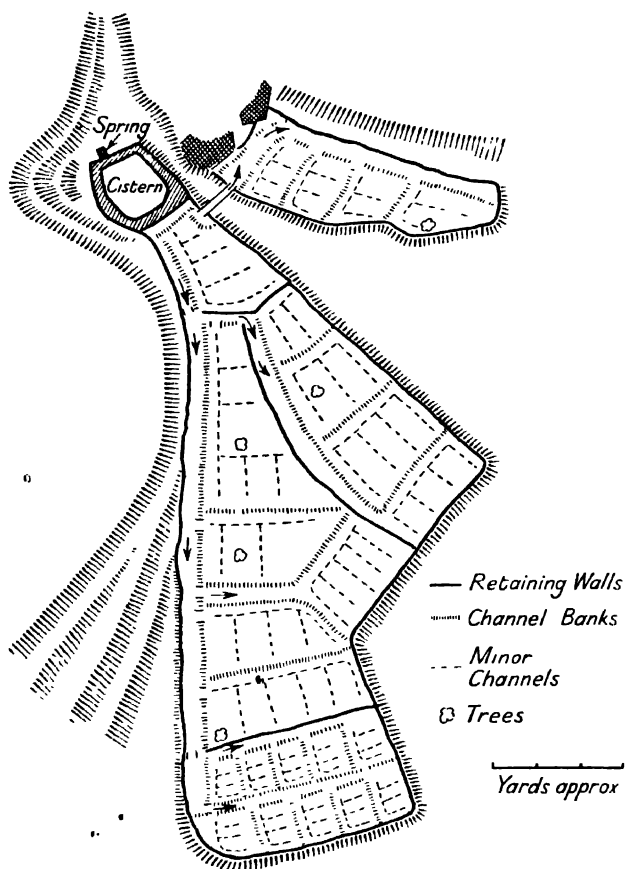 Spring
Cistern
Retaining Walls
Channel Banks
Minor
Channels
Trees
Yards approx